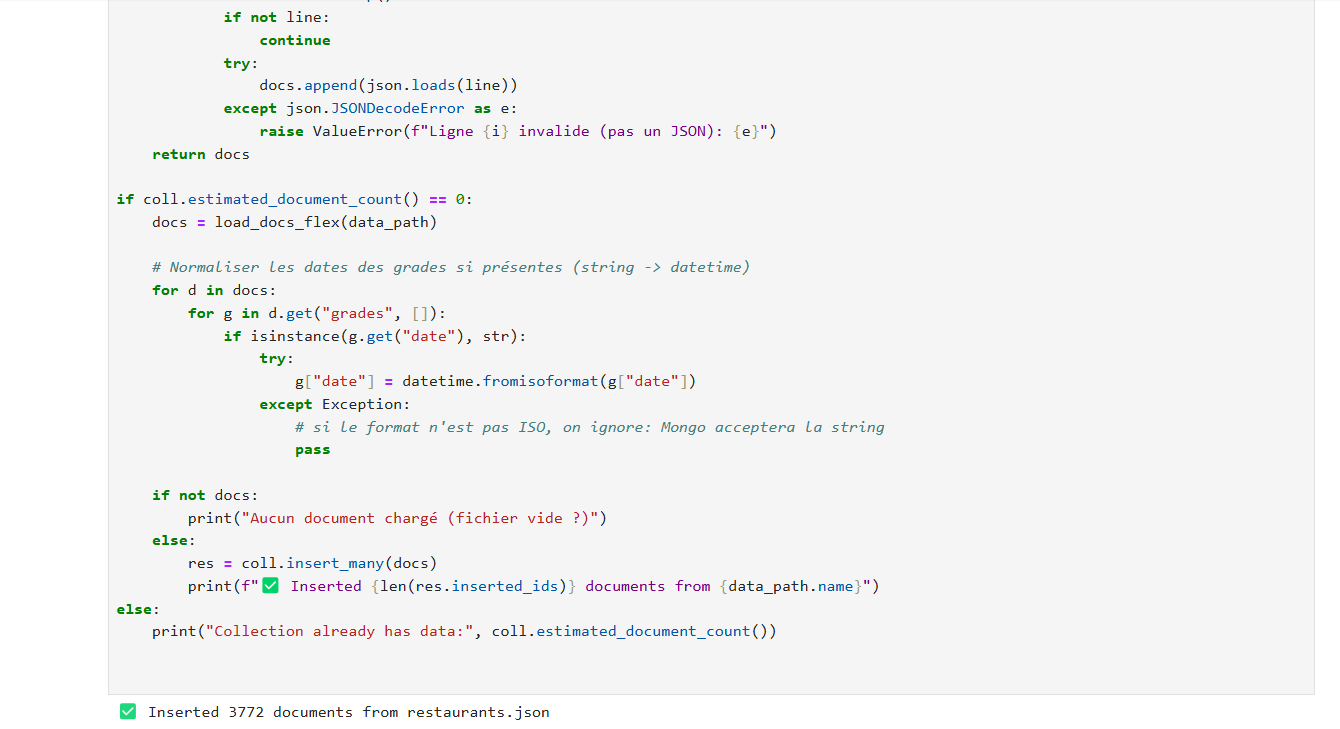 if not line:
                continue
            try:
                docs.append(json.loads(line))
            except json.JSONDecodeError as e:
                raise ValueError(f"Ligne {i} invalide (pas un JSON): {e}")
    return docs

if coll.estimated_document_count() == 0:
    docs = load_docs_flex(data_path)

    # Normaliser les dates des grades si présentes (string -> datetime)
    for d in docs:
        for g in d.get("grades", []):
            if isinstance(g.get("date"), str):
                try:
                    g["date"] = datetime.fromisoformat(g["date"])
                except Exception:
                    # si le format n'est pas ISO, on ignore: Mongo acceptera la string
                    pass

    if not docs:
        print("Aucun document chargé (fichier vide ?)")
    else:
        res = coll.insert_many(docs)
        print(f"✅ Inserted {len(res.inserted_ids)} documents from {data_path.name}")
else:
    print("Collection already has data:", coll.estimated_document_count())

✅ Inserted 3772 documents from restaurants.json